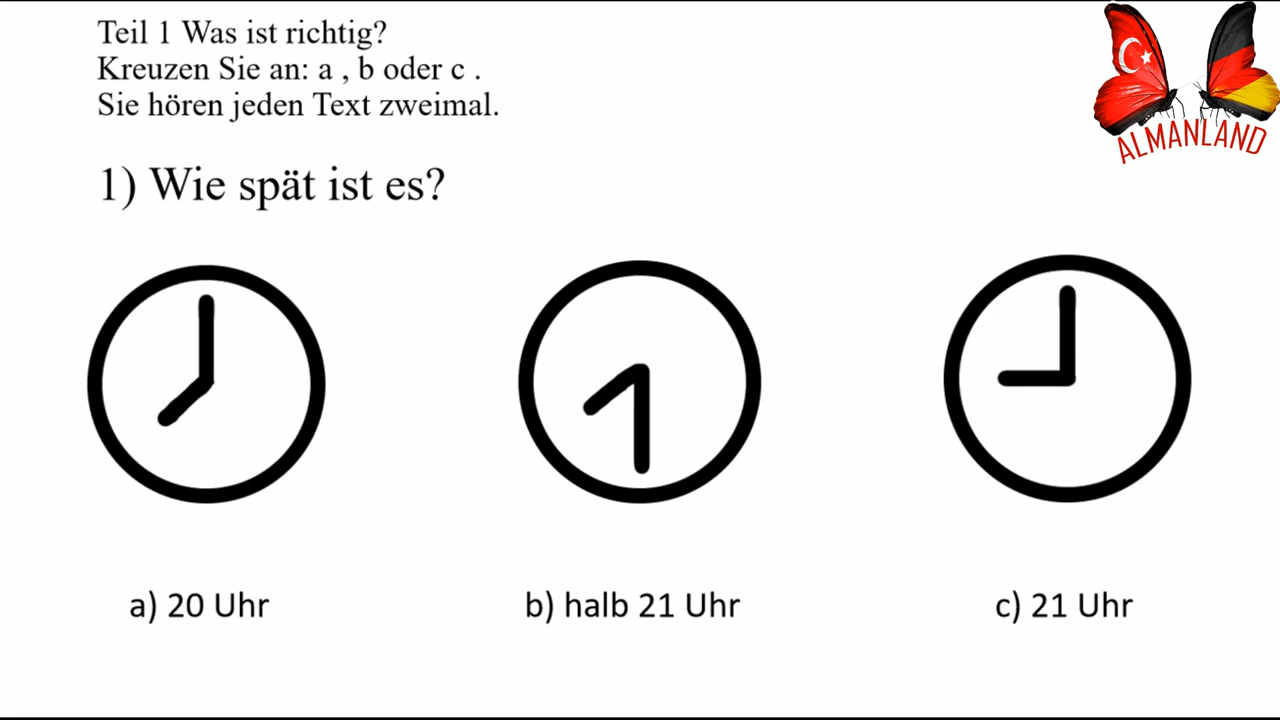 Teil 1 Was ist richtig?
Kreuzen Sie an: a , b oder c .
Sie hören jeden Text zweimal.
ALMANLAND
1) Wie spät ist es?
a) 20 Uhr
b) halb 21 Uhr
c) 21 Uhr